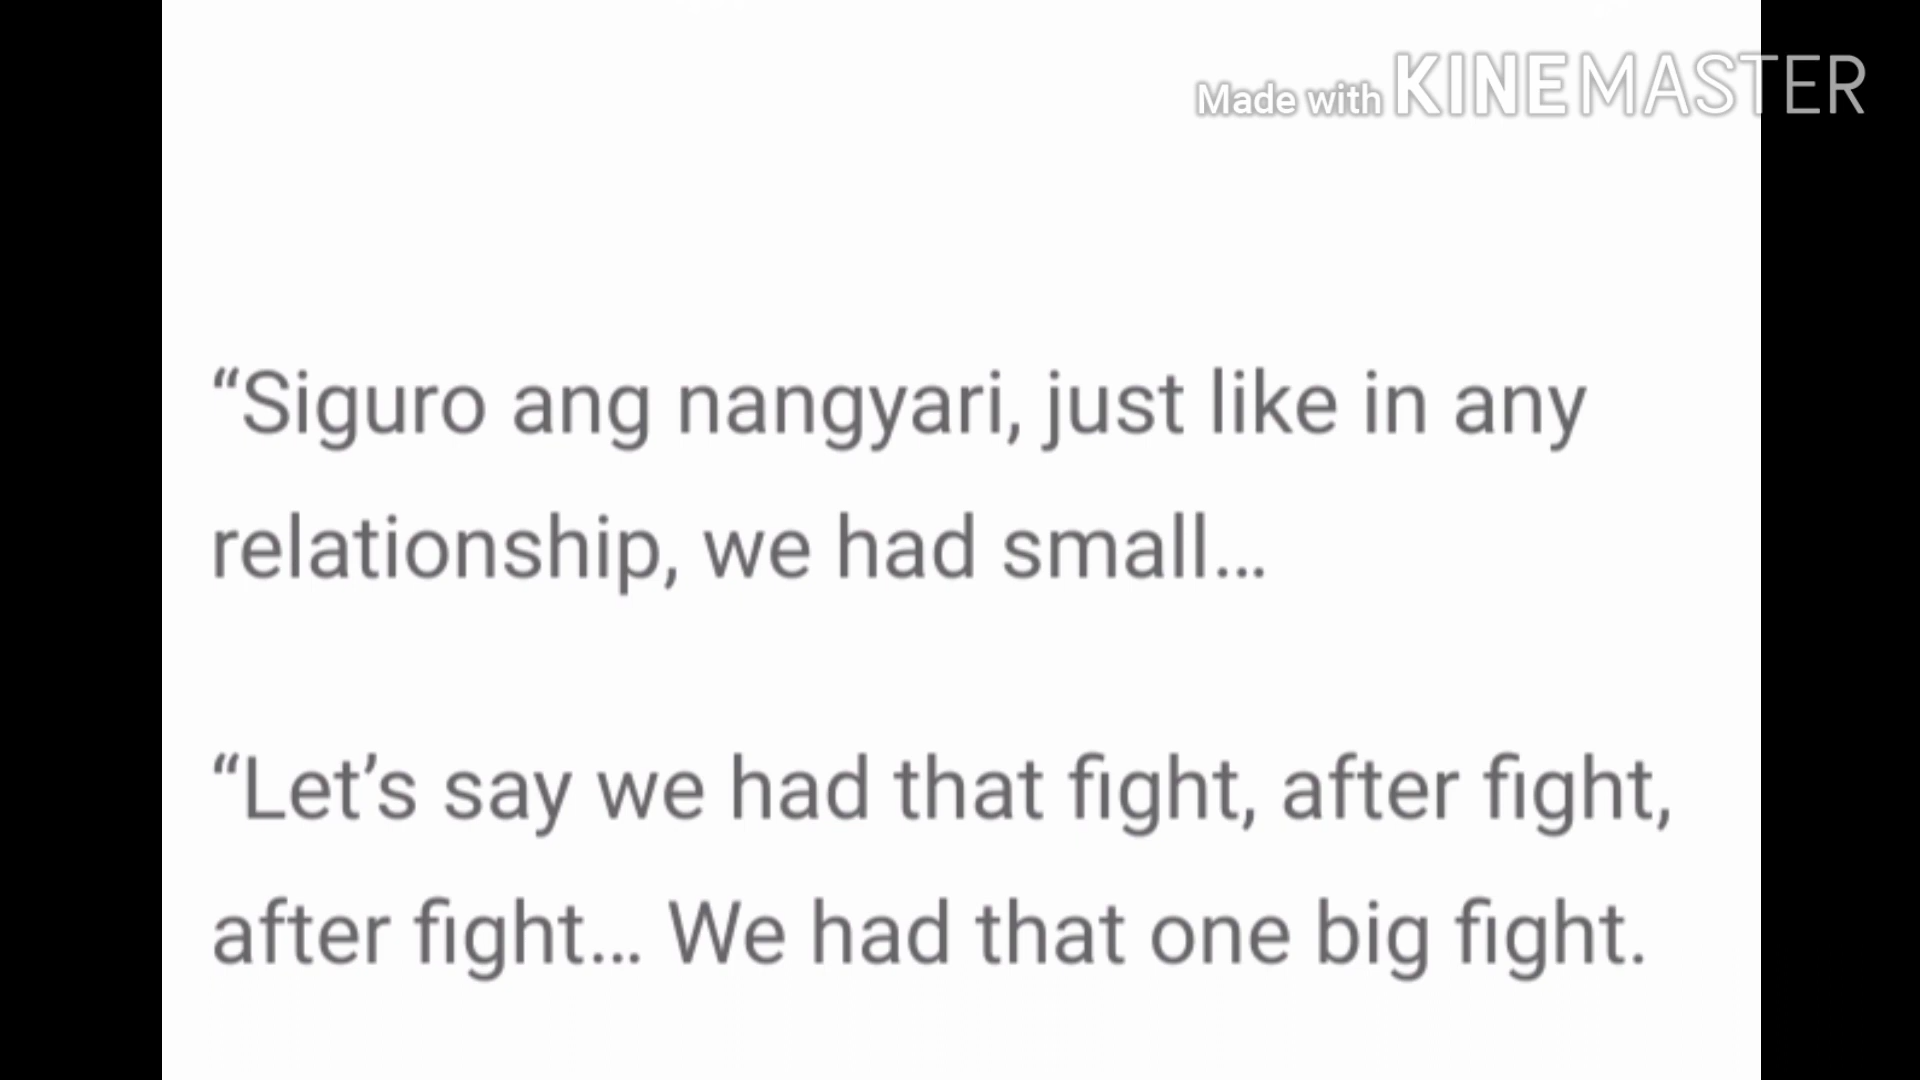 Made with KINEMASTER
“Siguro ang nangyari, just like in any
relationship, we had small…
“Let’s say we had that fight, after fight,
after fight… We had that one big fight.